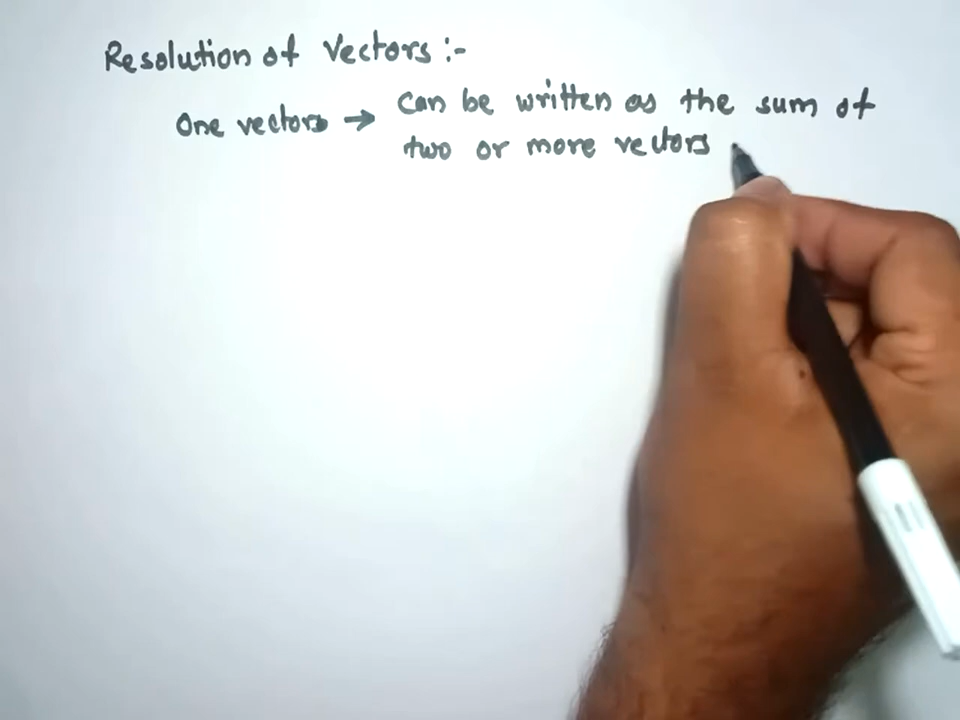 Resolution of Vectors :-
One vectors → can be written as the sum of
two or more vectors